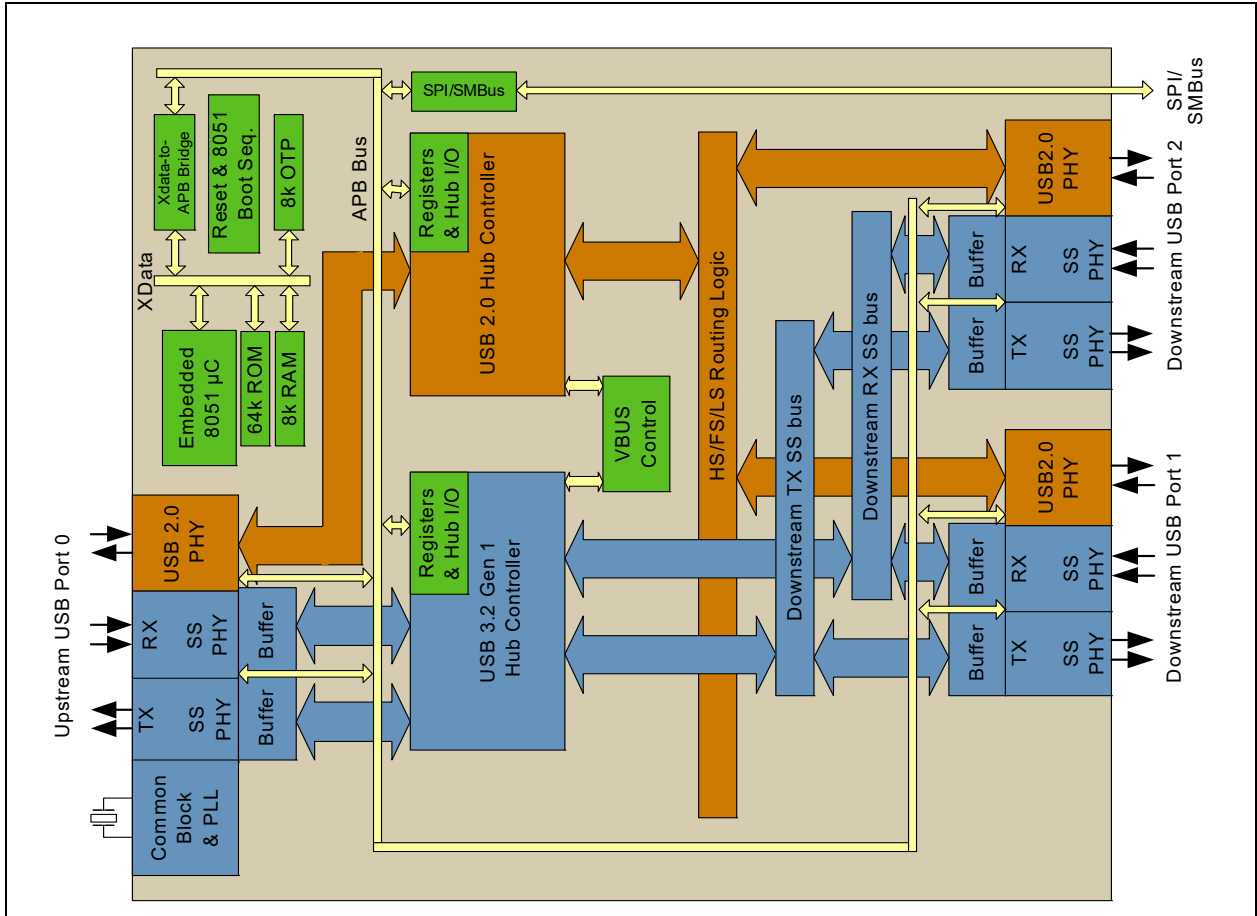 Xdata-to-
APB Bridge
Reset & 8051
Boot Seq.
8k OTP
XData
Embedded
8051 µC
64k ROM
8k RAM
APB Bus
SPI/SMBus
SPI/
SMBus
Registers
& Hub I/O
USB 2.0 Hub Controller
VBUS
Control
Registers
& Hub I/O
USB 3.2 Gen 1
Hub Controller
HS/FS/LS Routing Logic
Downstream TX SS bus
Downstream RX SS bus
Upstream USB Port 0
USB 2.0
PHY
RX
SS
PHY
Buffer
TX
SS
PHY
Buffer
Common
Block
& PLL
Downstream USB Port 2
USB2.0
PHY
Buffer
RX
SS
PHY
Buffer
TX
SS
PHY
Downstream USB Port 1
USB2.0
PHY
Buffer
RX
SS
PHY
Buffer
TX
SS
PHY